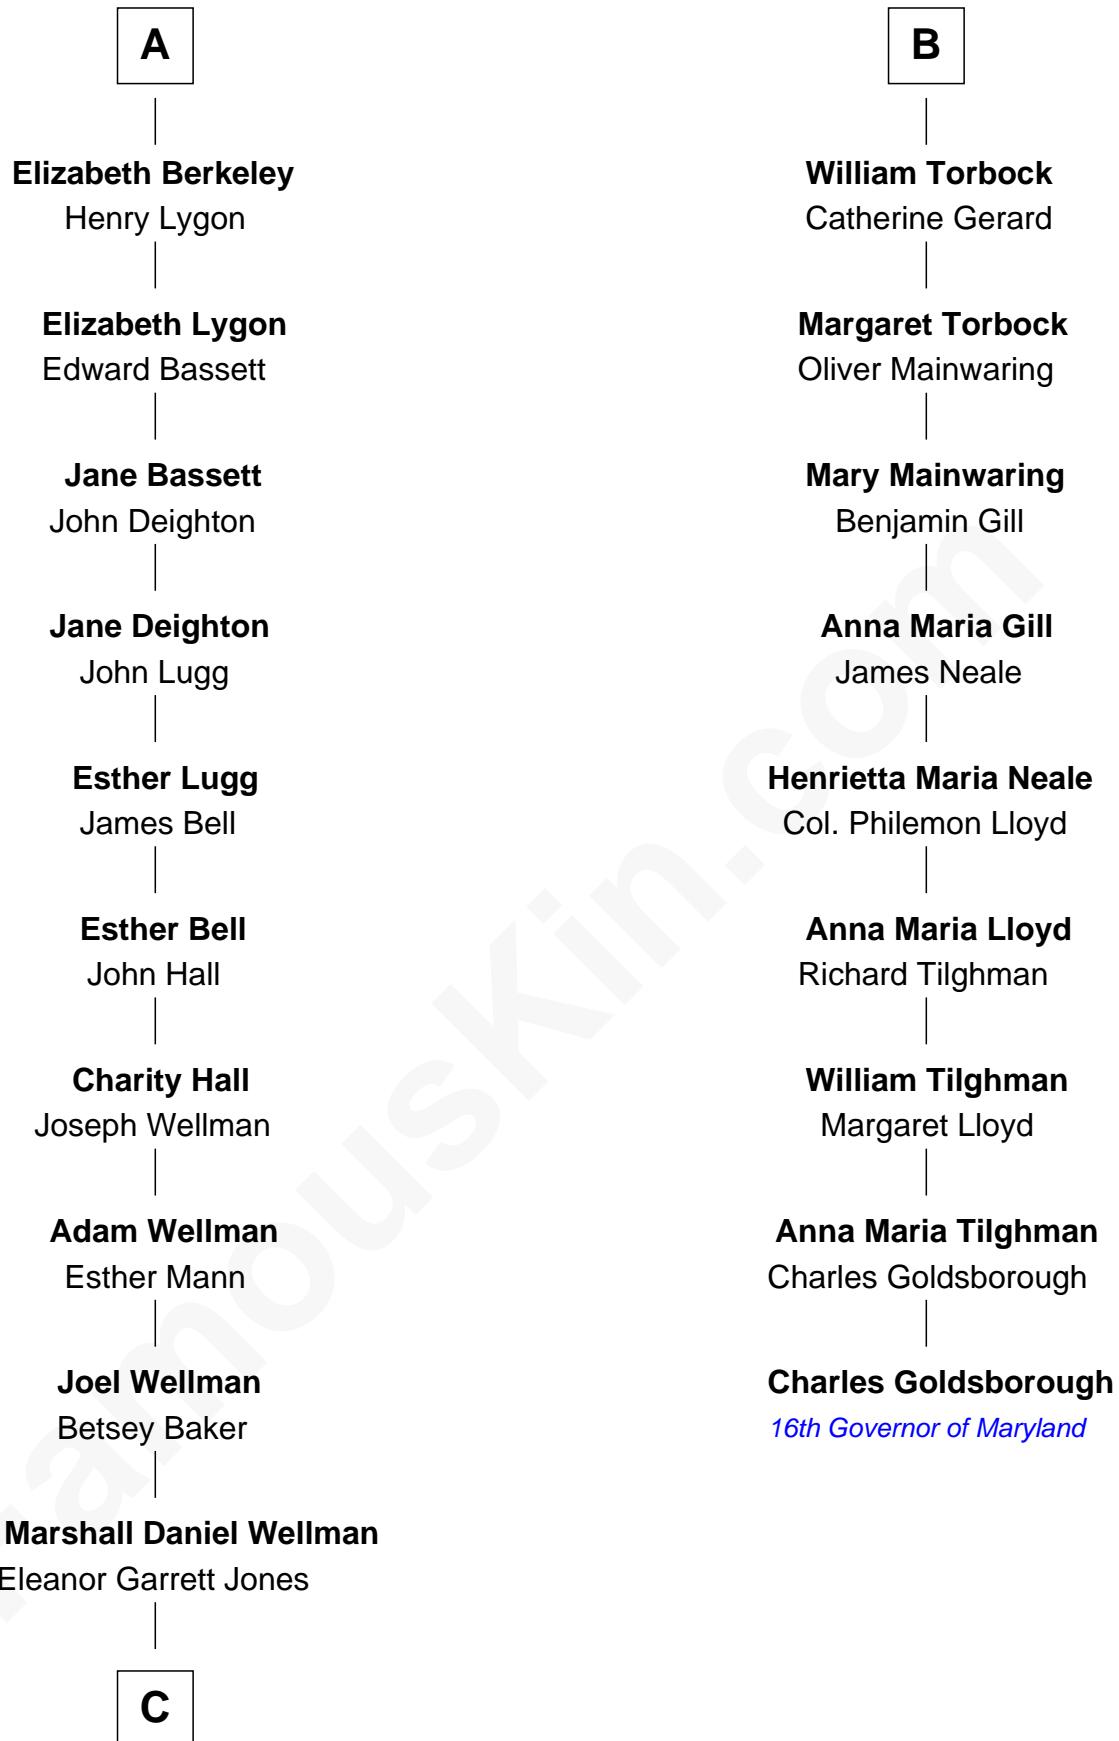 A
Elizabeth Berkeley
Henry Lygon
Elizabeth Lygon
Edward Bassett
Jane Bassett
John Deighton
Jane Deighton
John Lugg
Esther Lugg
James Bell
Esther Bell
John Hall
Charity Hall
Joseph Wellman
Adam Wellman
Esther Mann
Joel Wellman
Betsey Baker
Marshall Daniel Wellman
Eleanor Garrett Jones
C
B
William Torbock
Catherine Gerard
Margaret Torbock
Oliver Mainwaring
Mary Mainwaring
Benjamin Gill
Anna Maria Gill
James Neale
Henrietta Maria Neale
Col. Philemon Lloyd
Anna Maria Lloyd
Richard Tilghman
William Tilghman
Margaret Lloyd
Anna Maria Tilghman
Charles Goldsborough
Charles Goldsborough
16th Governor of Maryland
FamousKin.com